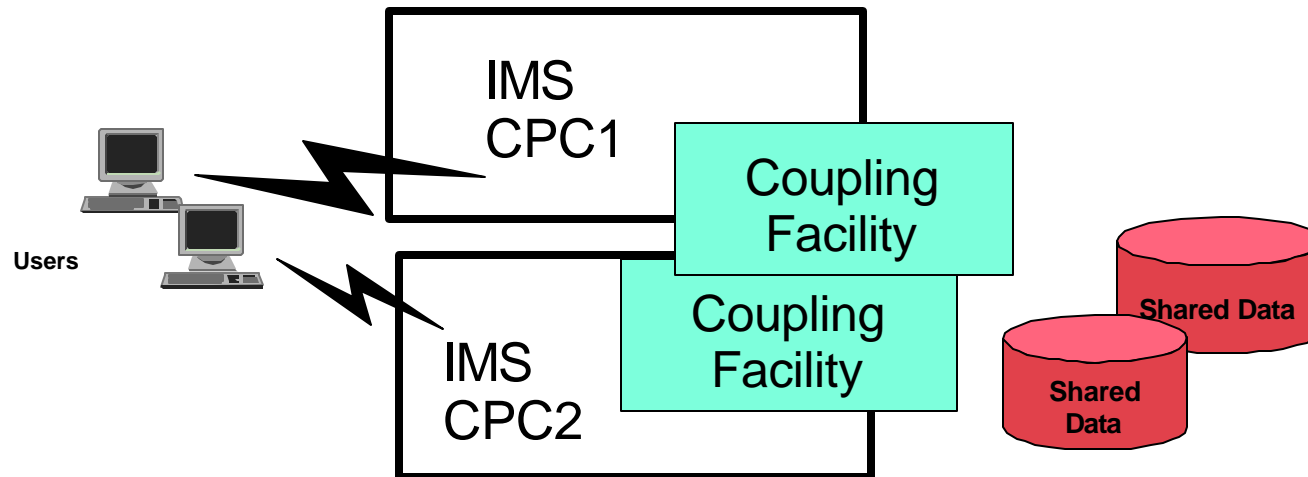 IMS
CPC1
Coupling
Facility
Users
Coupling
Facility
IMS
CPC2
Shared Data
Shared
Data